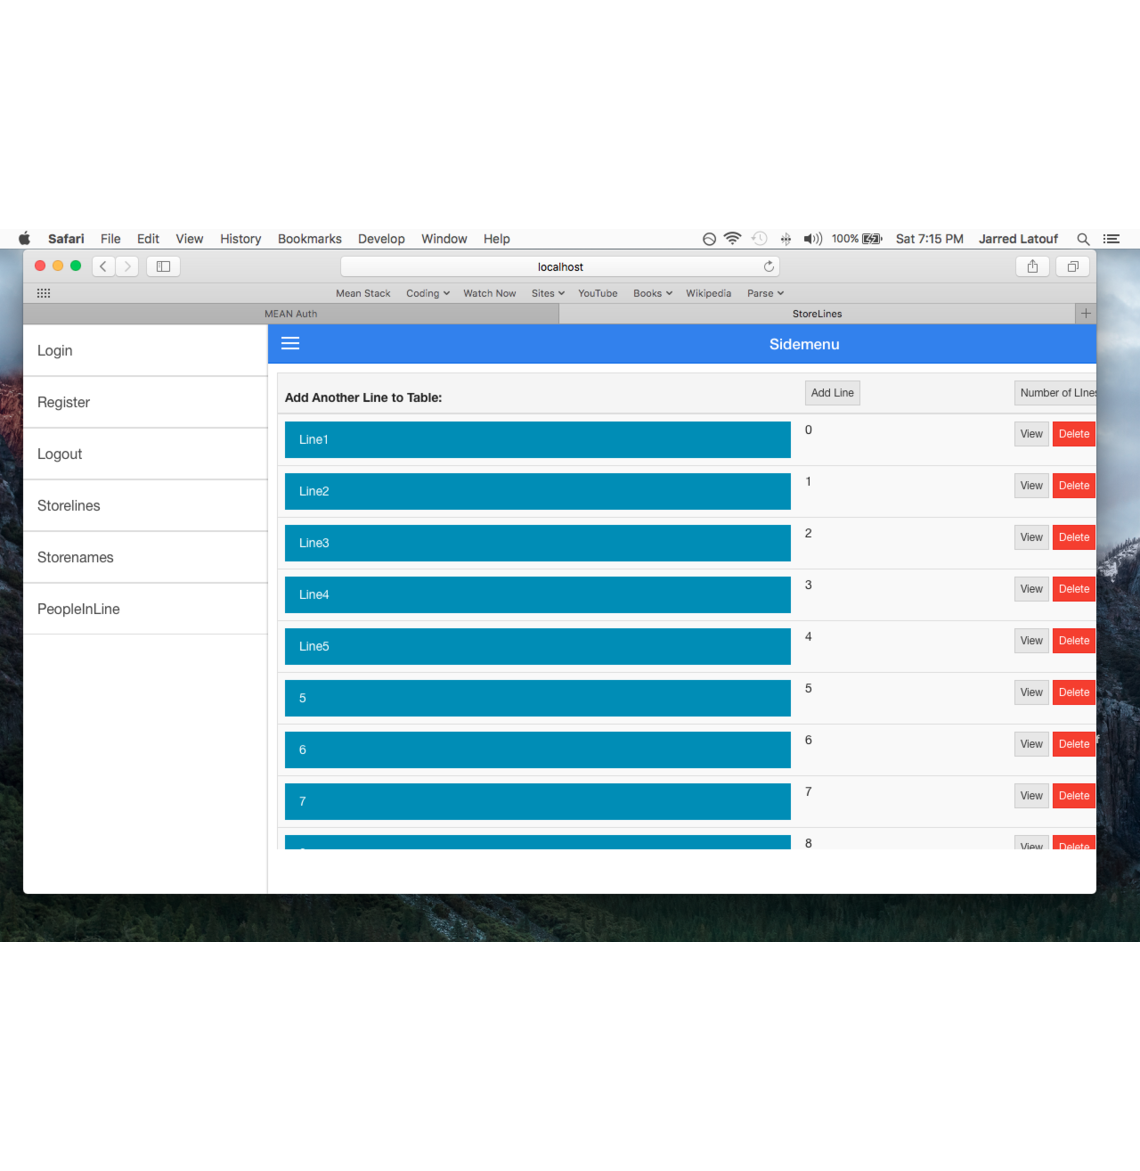 Safari File Edit View History Bookmarks Develop Window Help 100% Sat 7:15 PM Jarred Latouf
localhost
Mean Stack Coding Watch Now Sites YouTube Books Wikipedia Parse
MEAN Auth StoreLines +
Login
Register
Logout
Storelines
Storenames
PeopleInLine
Sidemenu
Add Another Line to Table: Add Line Number of LInes
Line1 0 View Delete
Line2 1 View Delete
Line3 2 View Delete
Line4 3 View Delete
Line5 4 View Delete
5 5 View Delete
6 6 View Delete
7 7 View Delete
8 View Delete